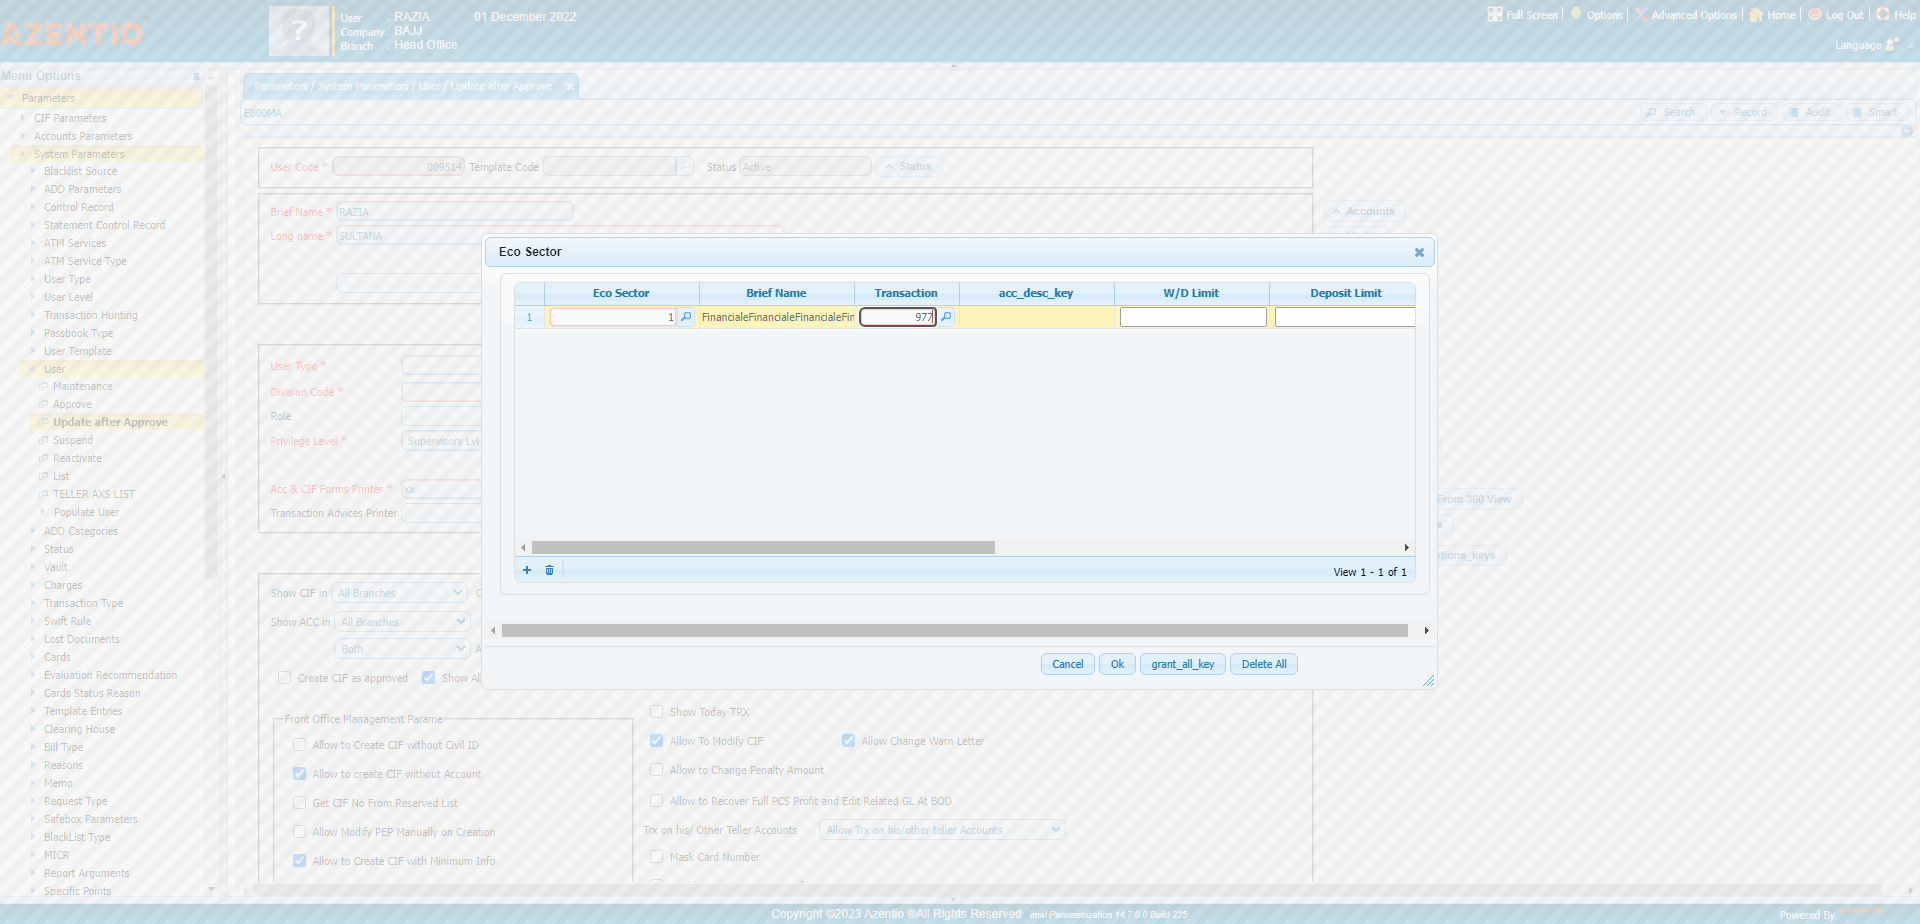 AZENTIO
User : RAZIA 01 December 2022
Company : BAJJ
Branch : Head Office
Full Screen Options Advanced Options Home Log Out Help
Language
Menu Options
Parameters
CIF Parameters
Accounts Parameters
System Parameters
Blacklist Source
ADD Parameters
Control Record
Statement Control Record
ATM Services
ATM Service Type
User Type
User Level
Transaction Hunting
Passbook Type
User Template
User
Maintenance
Approve
Update after Approve
Suspend
Reactivate
List
TELLER AXS LIST
Populate User
ADD Categories
Status
Vault
Charges
Transaction Type
Swift Rule
Lost Documents
Cards
Evaluation Recommendation
Cards Status Reason
Template Entries
Clearing House
Bill Type
Reasons
Memo
Request Type
Safebox Parameters
BlackList Type
MICR
Report Arguments
Specific Points
Parameters / System Parameters / User / Update after Approve
E000MA
Search Record Audit Smart
User Code * 009514 Template Code Status Active Status
Brief Name * RAZIA
Accounts
Long name * SULTANA
Eco Sector
Eco Sector Brief Name Transaction acc_desc_key W/D Limit Deposit Limit
1 1 FinancialeFinancialeFinancialeFin 977
View 1 - 1 of 1
Cancel Ok grant_all_key Delete All
User Type *
Division Code *
Role
Privilege Level * Supervisory Lvl
Acc & CIF Forms Printer * xx
Transaction Advices Printer
From 360 View
ations_keys
Show CIF in All Branches
Show ACC in All Branches
Both
Create CIF as approved Show All
Front Office Management Parame
Allow to Create CIF without Civil ID
Allow to create CIF without Account
Get CIF No From Reserved List
Allow Modify PEP Manually on Creation
Allow to Create CIF with Minimum Info
Show Today TRX
Allow To Modify CIF Allow Change Warn Letter
Allow to Change Penalty Amount
Allow to Recover Full PCS Profit and Edit Related GL At BOD
Trx on his/ Other Teller Accounts Allow Trx on his/other teller Accounts
Mask Card Number
Copyright ©2023 Azentio ®All Rights Reserved imal Parametrization 14.7.0.0 Build 225
Powered By